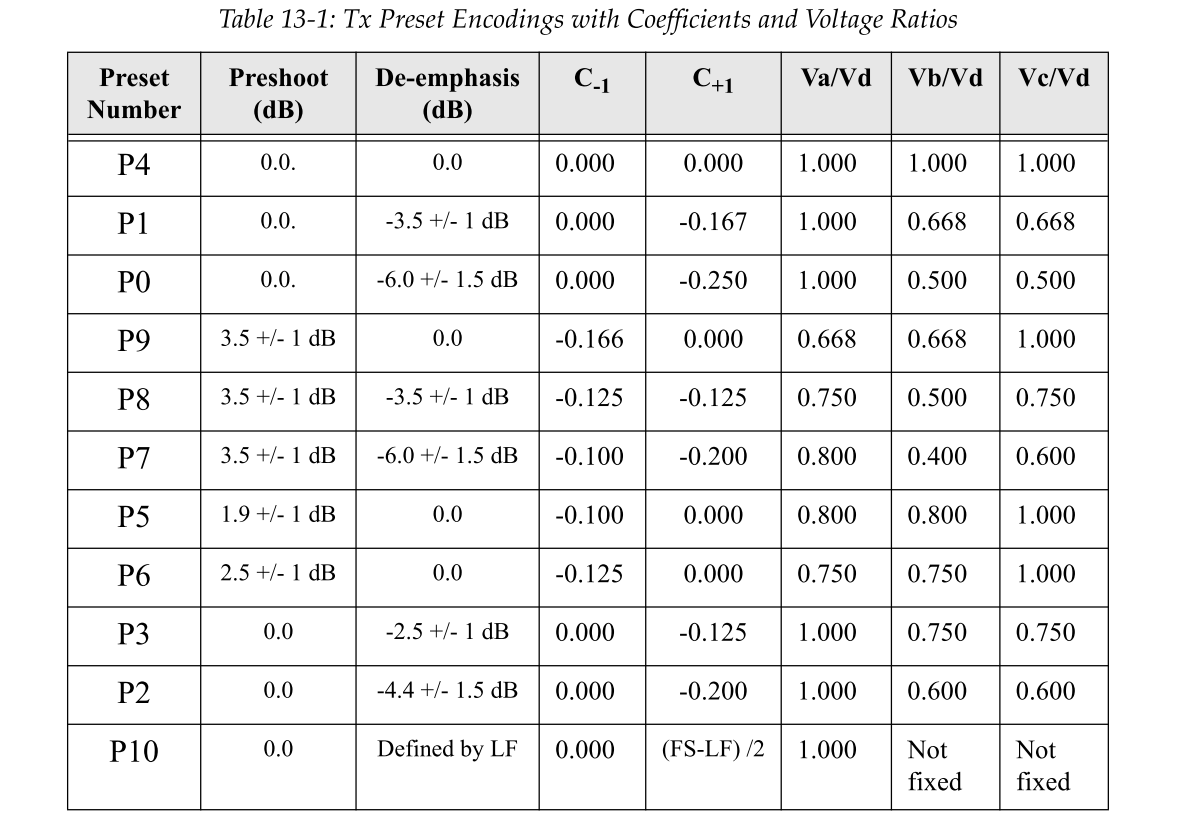 Table 13-1: Tx Preset Encodings with Coefficients and Voltage Ratios
Preset Number Preshoot (dB) De-emphasis (dB) C-1 C+1 Va/Vd Vb/Vd Vc/Vd
P4 0.0. 0.0 0.000 0.000 1.000 1.000 1.000
P1 0.0. -3.5 +/- 1 dB 0.000 -0.167 1.000 0.668 0.668
P0 0.0. -6.0 +/- 1.5 dB 0.000 -0.250 1.000 0.500 0.500
P9 3.5 +/- 1 dB 0.0 -0.166 0.000 0.668 0.668 1.000
P8 3.5 +/- 1 dB -3.5 +/- 1 dB -0.125 -0.125 0.750 0.500 0.750
P7 3.5 +/- 1 dB -6.0 +/- 1.5 dB -0.100 -0.200 0.800 0.400 0.600
P5 1.9 +/- 1 dB 0.0 -0.100 0.000 0.800 0.800 1.000
P6 2.5 +/- 1 dB 0.0 -0.125 0.000 0.750 0.750 1.000
P3 0.0 -2.5 +/- 1 dB 0.000 -0.125 1.000 0.750 0.750
P2 0.0 -4.4 +/- 1.5 dB 0.000 -0.200 1.000 0.600 0.600
P10 0.0 Defined by LF 0.000 (FS-LF) /2 1.000 Not fixed Not fixed